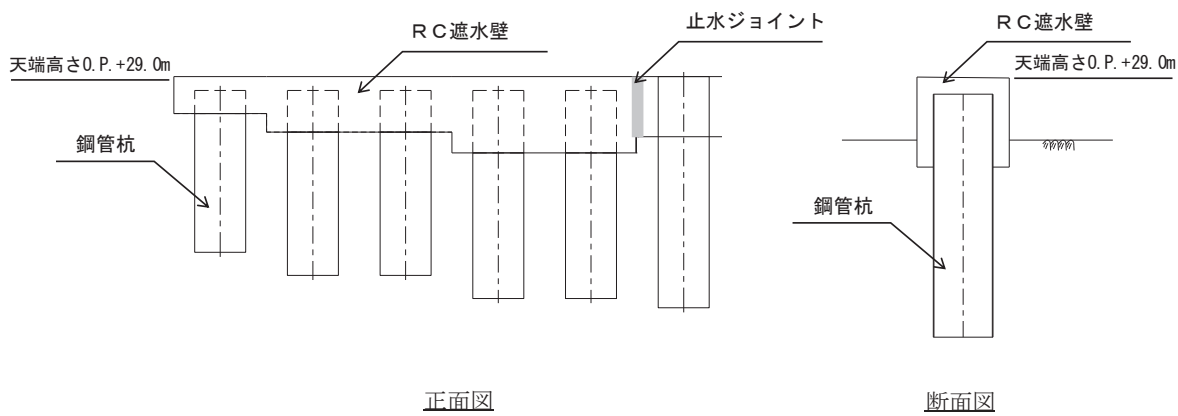 RC遮水壁
止水ジョイント
天端高さO.P.+29.0m
鋼管杭
正面図
RC遮水壁
天端高さO.P.+29.0m
鋼管杭
断面図